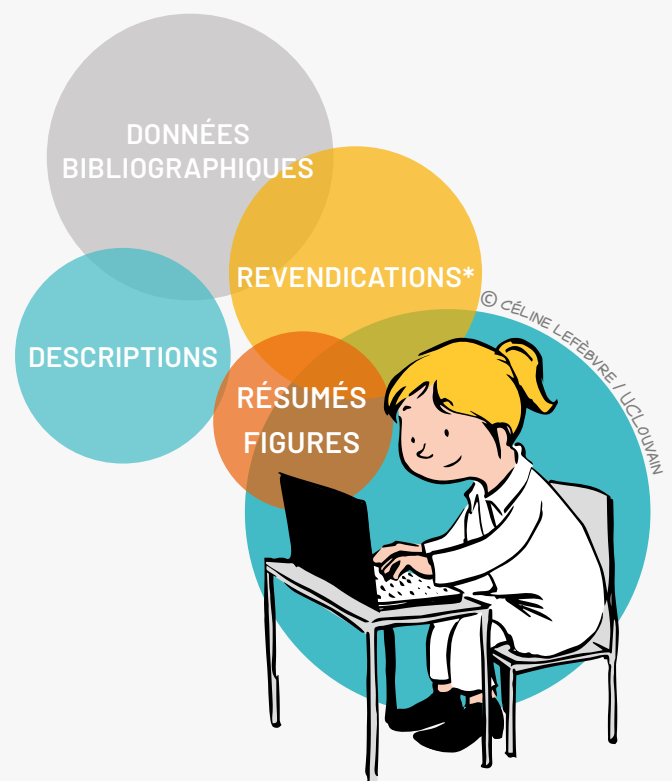 DONNÉES
BIBLIOGRAPHIQUES
REVENDICATIONS*
© CÉLINE LEFÈBVRE / UCLOUVAIN
DESCRIPTIONS
RÉSUMÉS
FIGURES